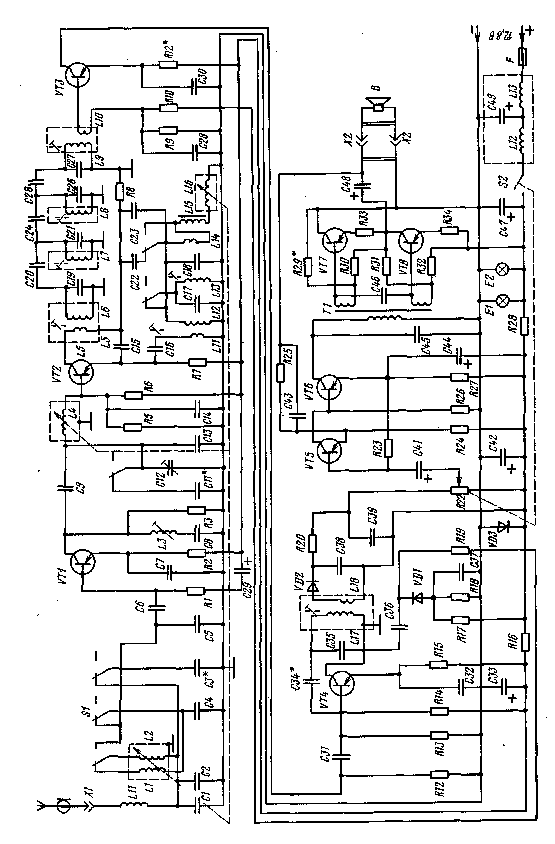 X1
L11
C1
C2
L1
L2
S1
C4
C3*
C5
C6
R1
VT1
C7
R2
C8
R3
L3
C29
+
C9
C11*
C12
C13
C14
R5
R6
L4
VT2
L5
L5
L6
C15
C16
R7
L11
C19
C20
L7
C21
C24
L8
C26
C28
C27
L9
L10
VT3
R8
C22
C23
L12
C17
L13
C18
L14
L15
L16
C28
R9
R10
C30
R12*
R12
R13
C31
R14
VT4
C32
C33
+
R15
R16
C34*
C35
L17
L18
C36
VD1
R17
R18
C37
R19
VD2
R20
C38
C39
R22
VD3
C41
+
C42
+
R23
R24
VT5
C43
R25
VT6
R26
R27
C44
+
C45
R28
T1
C46
R29*
R30
R31
R32
VT7
VT8
R33
R34
C48
+
X2
X2
B
E1
E2
C47
+
S2
L12
C49
+
L13
F
12,8 В
+